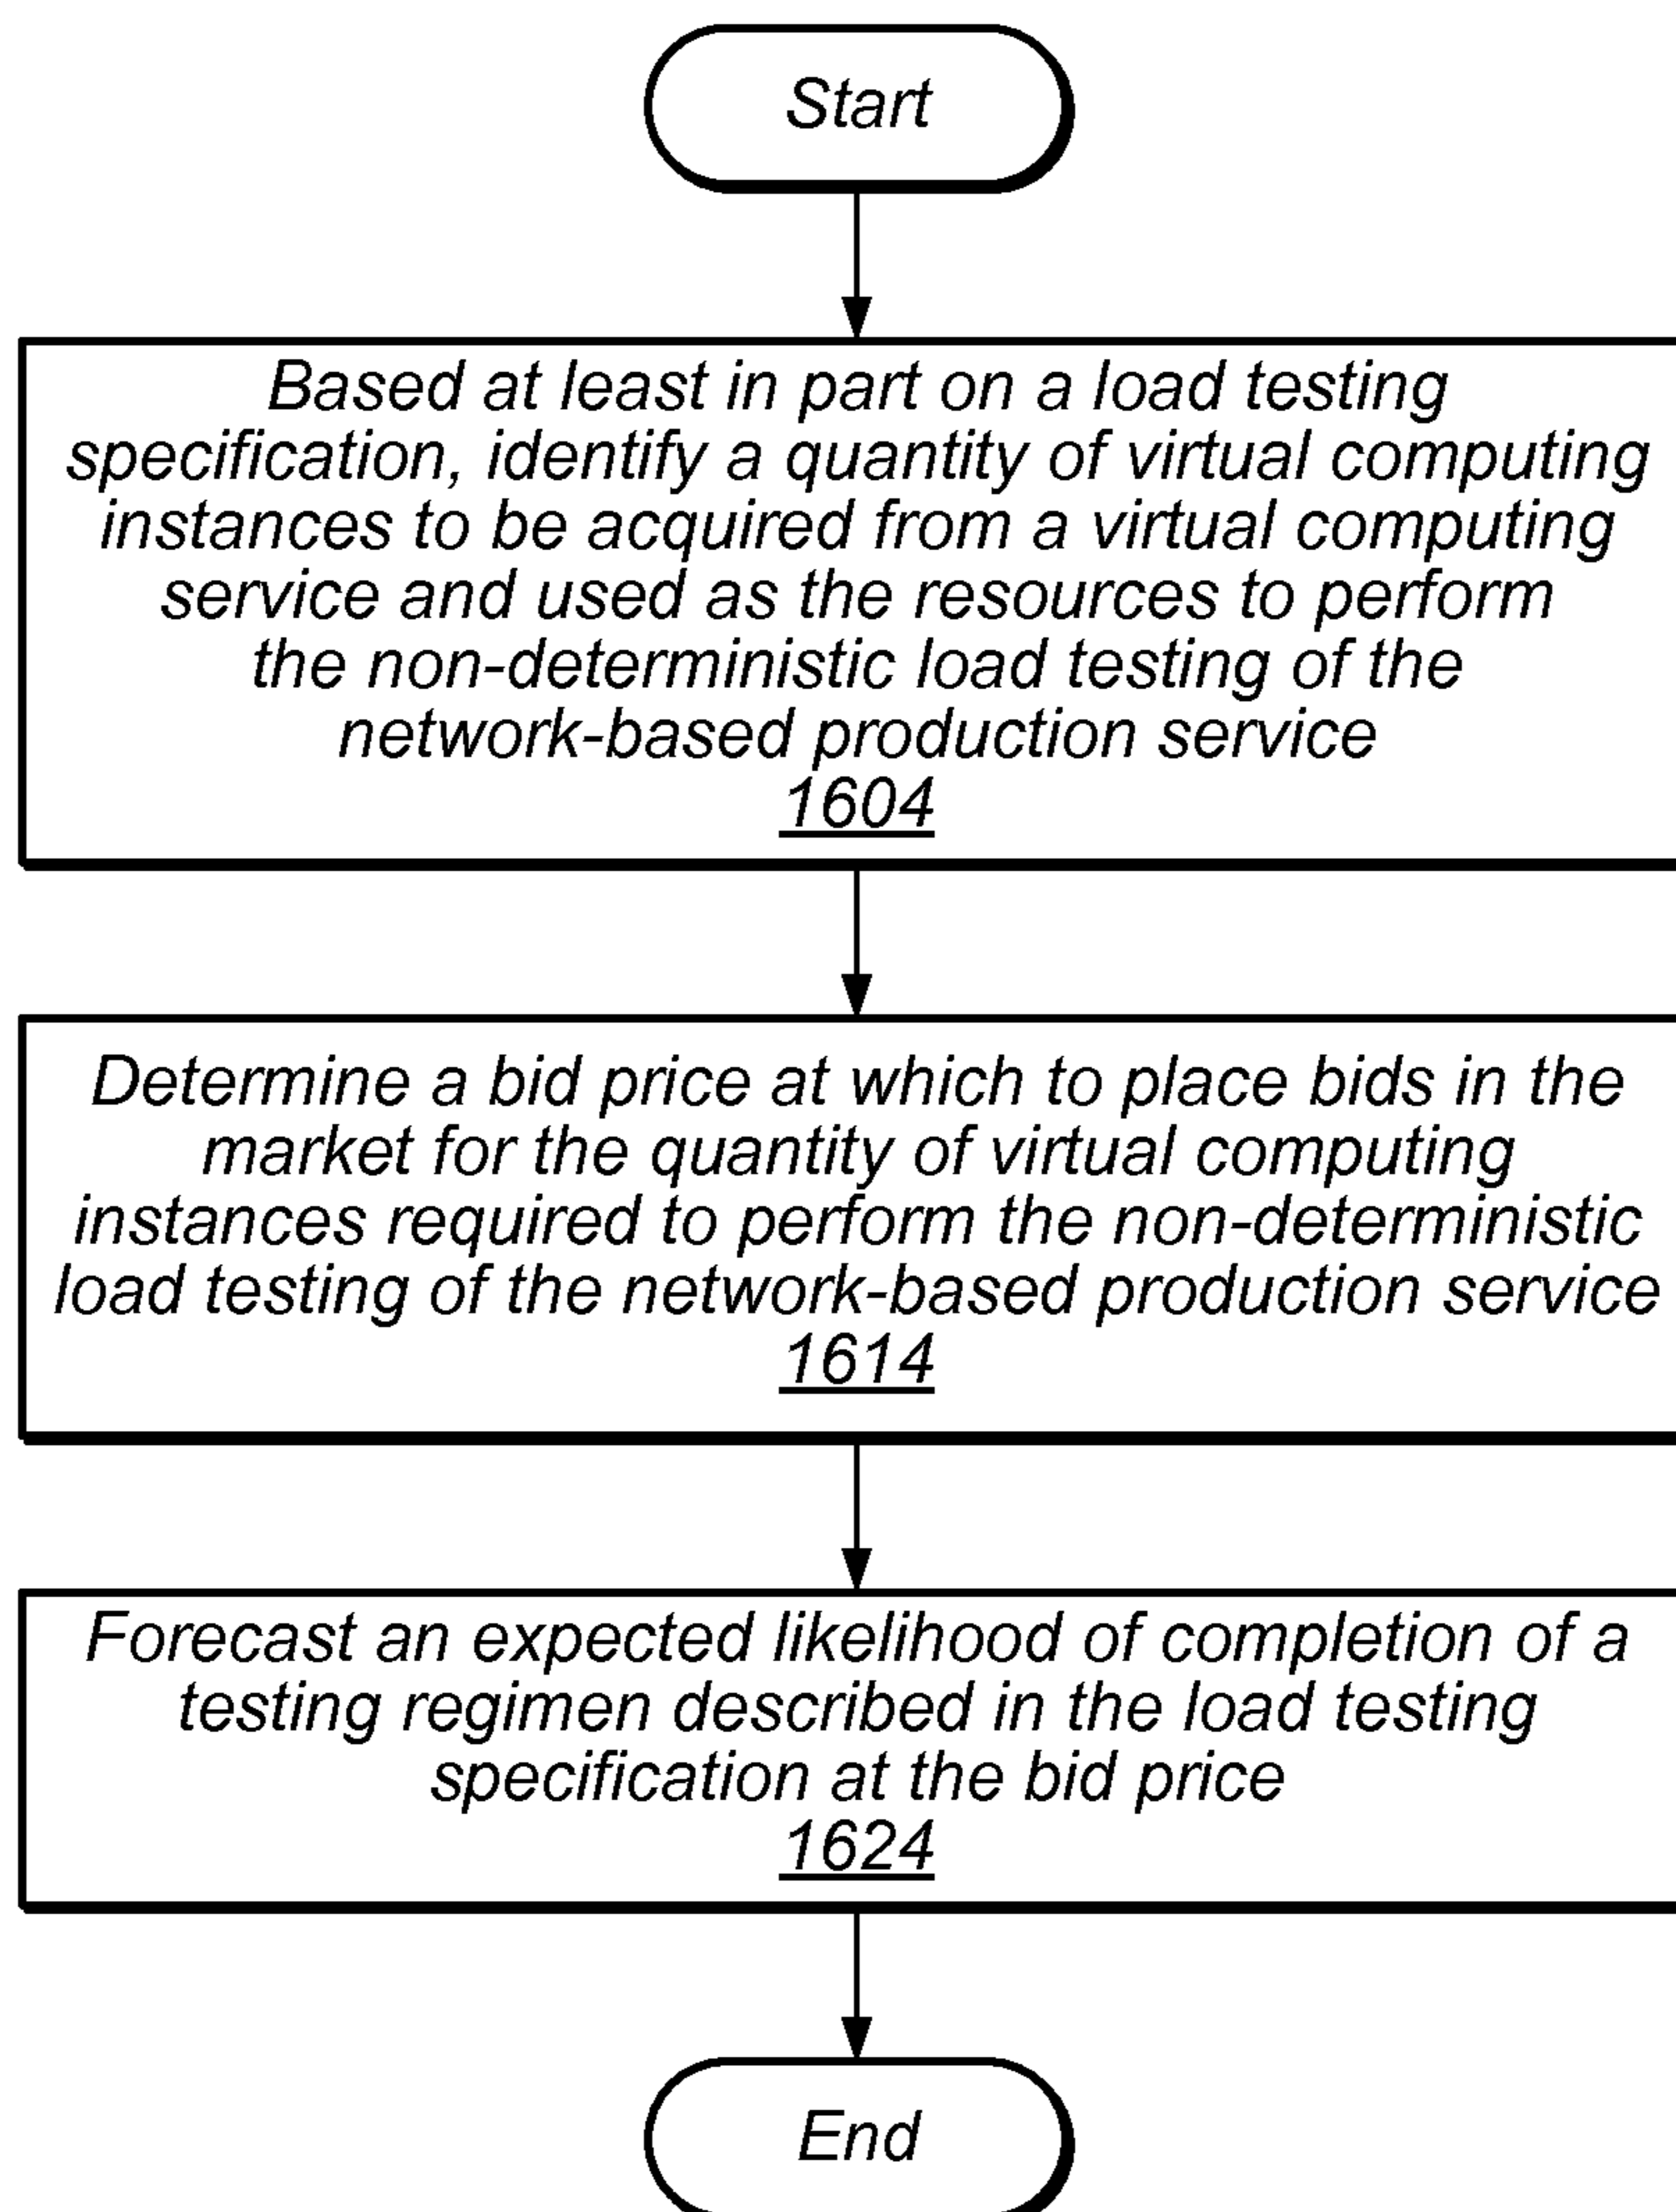 Start
Based at least in part on a load testing
specification, identify a quantity of virtual computing
instances to be acquired from a virtual computing
service and used as the resources to perform
the non-deterministic load testing of the
network-based production service
1604
Determine a bid price at which to place bids in the
market for the quantity of virtual computing
instances required to perform the non-deterministic
load testing of the network-based production service
1614
Forecast an expected likelihood of completion of a
testing regimen described in the load testing
specification at the bid price
1624
End